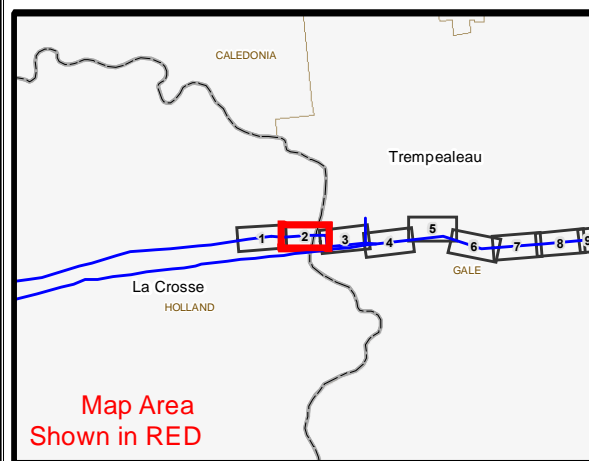 CALEDONIA
Trempealeau
5
1 2 3 4 6 7 8 9
GALE
La Crosse
HOLLAND
Map Area
Shown in RED